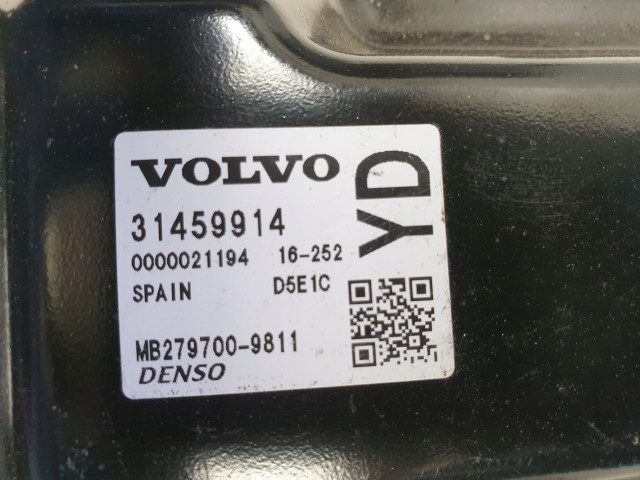 VOLVO
YD
31459914
0000021194 16-252
SPAIN D5E1C
MB279700-9811
DENSO